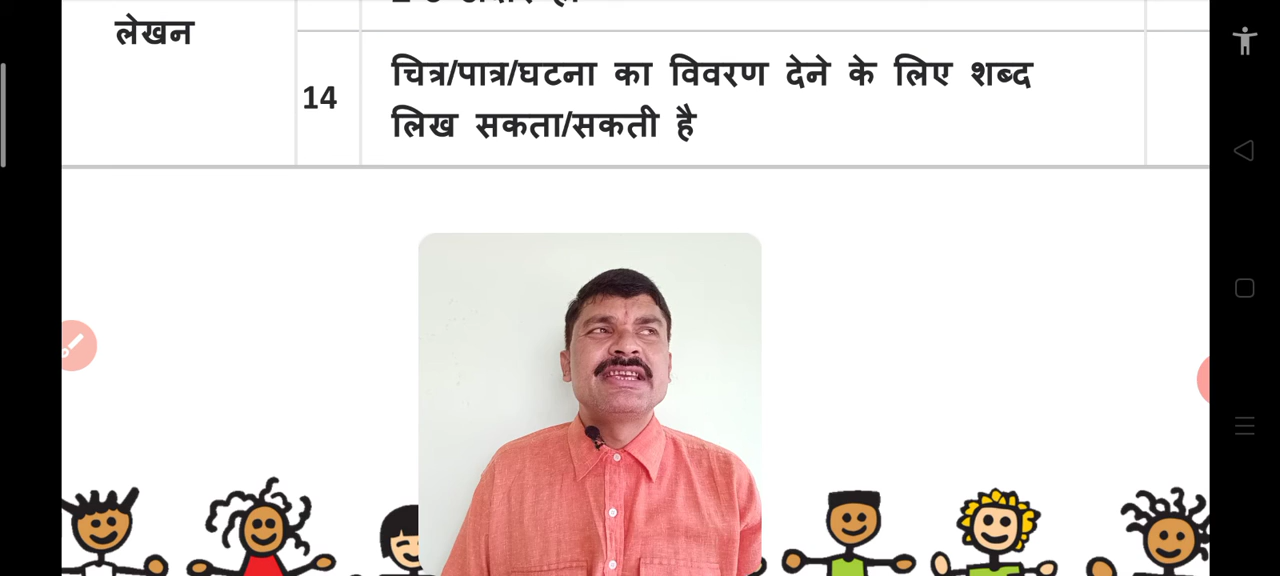 लेखन
14
चित्र/पात्र/घटना का विवरण देने के लिए शब्द
लिख सकता/सकती है